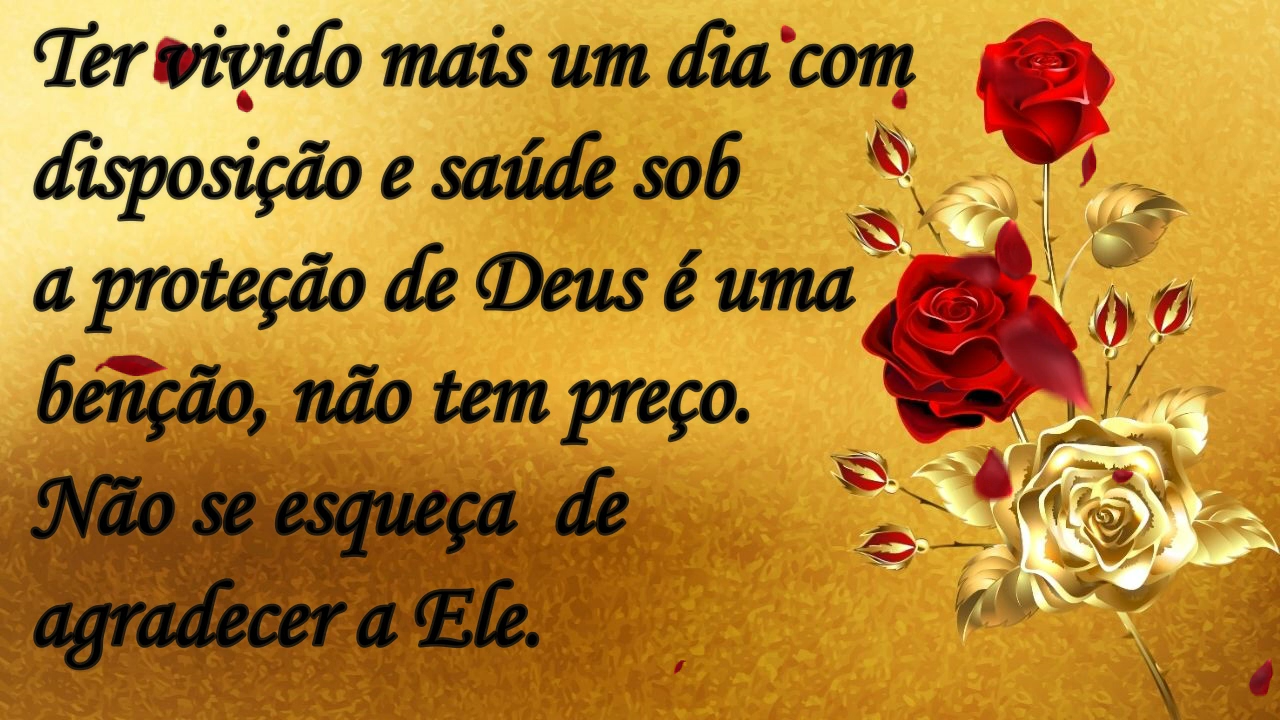 Ter vivido mais um dia com
disposição e saúde sob
a proteção de Deus é uma
benção, não tem preço.
Não se esqueça  de
agradecer a Ele.